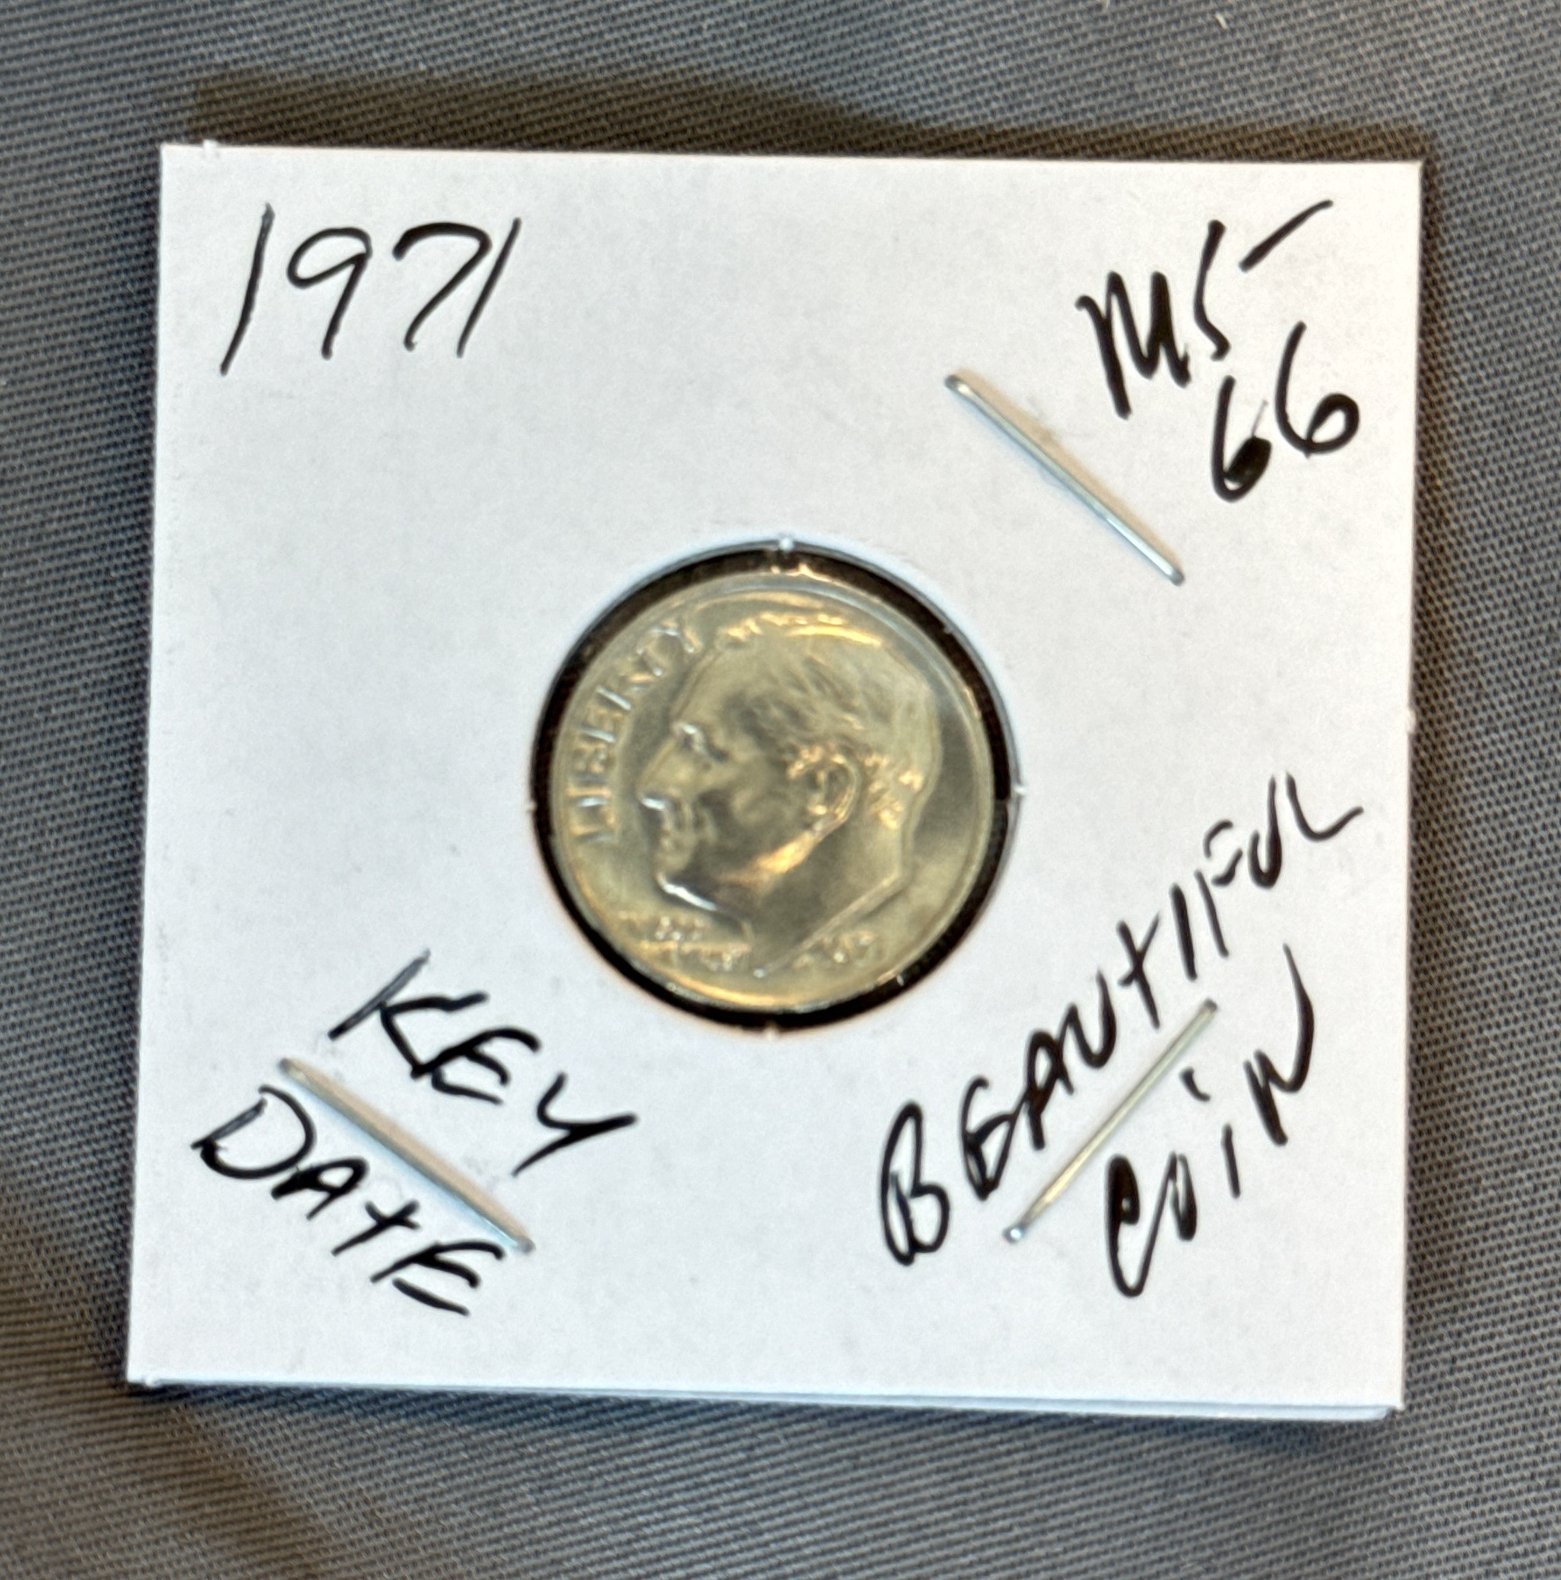 1971
MS-
66
LIBERTY
KEY
DATE
BEAUTIFUL
COIN